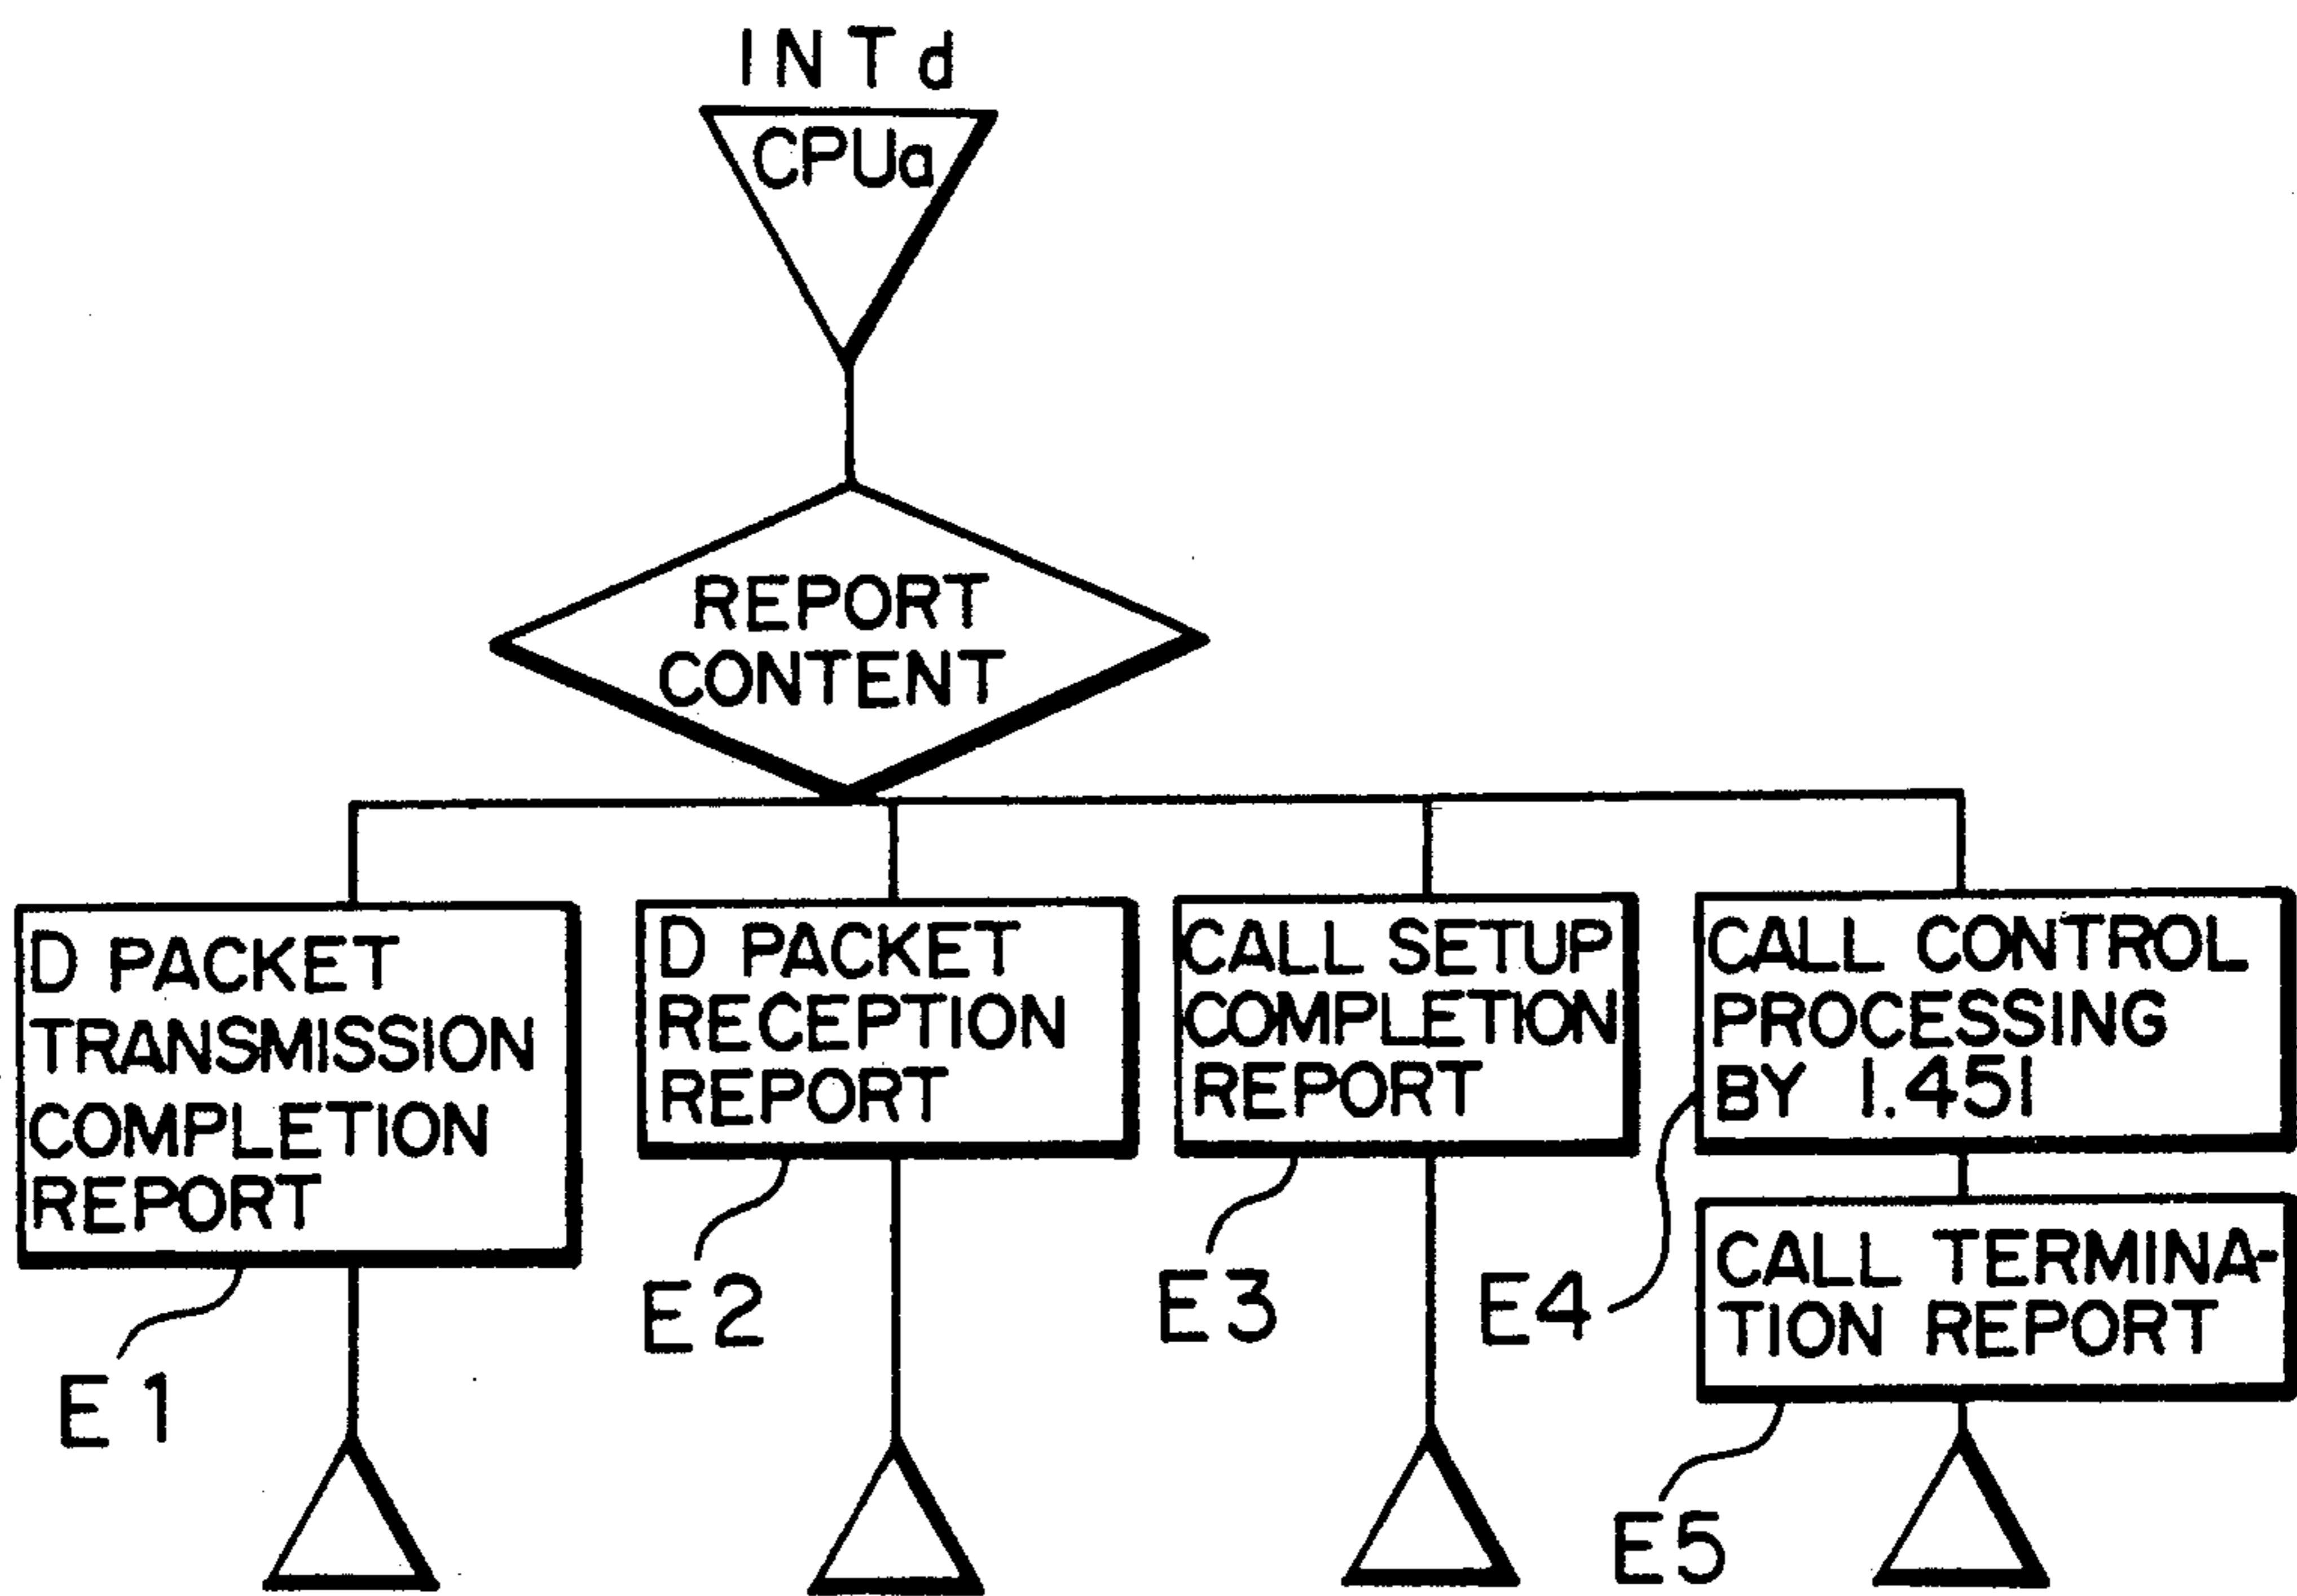 INTd
CPUa
REPORT
CONTENT
D PACKET
TRANSMISSION
COMPLETION
REPORT
D PACKET
RECEPTION
REPORT
CALL SETUP
COMPLETION
REPORT
CALL CONTROL
PROCESSING
BY I.451
CALL TERMINA-
TION REPORT
E1
E2
E3
E4
E5